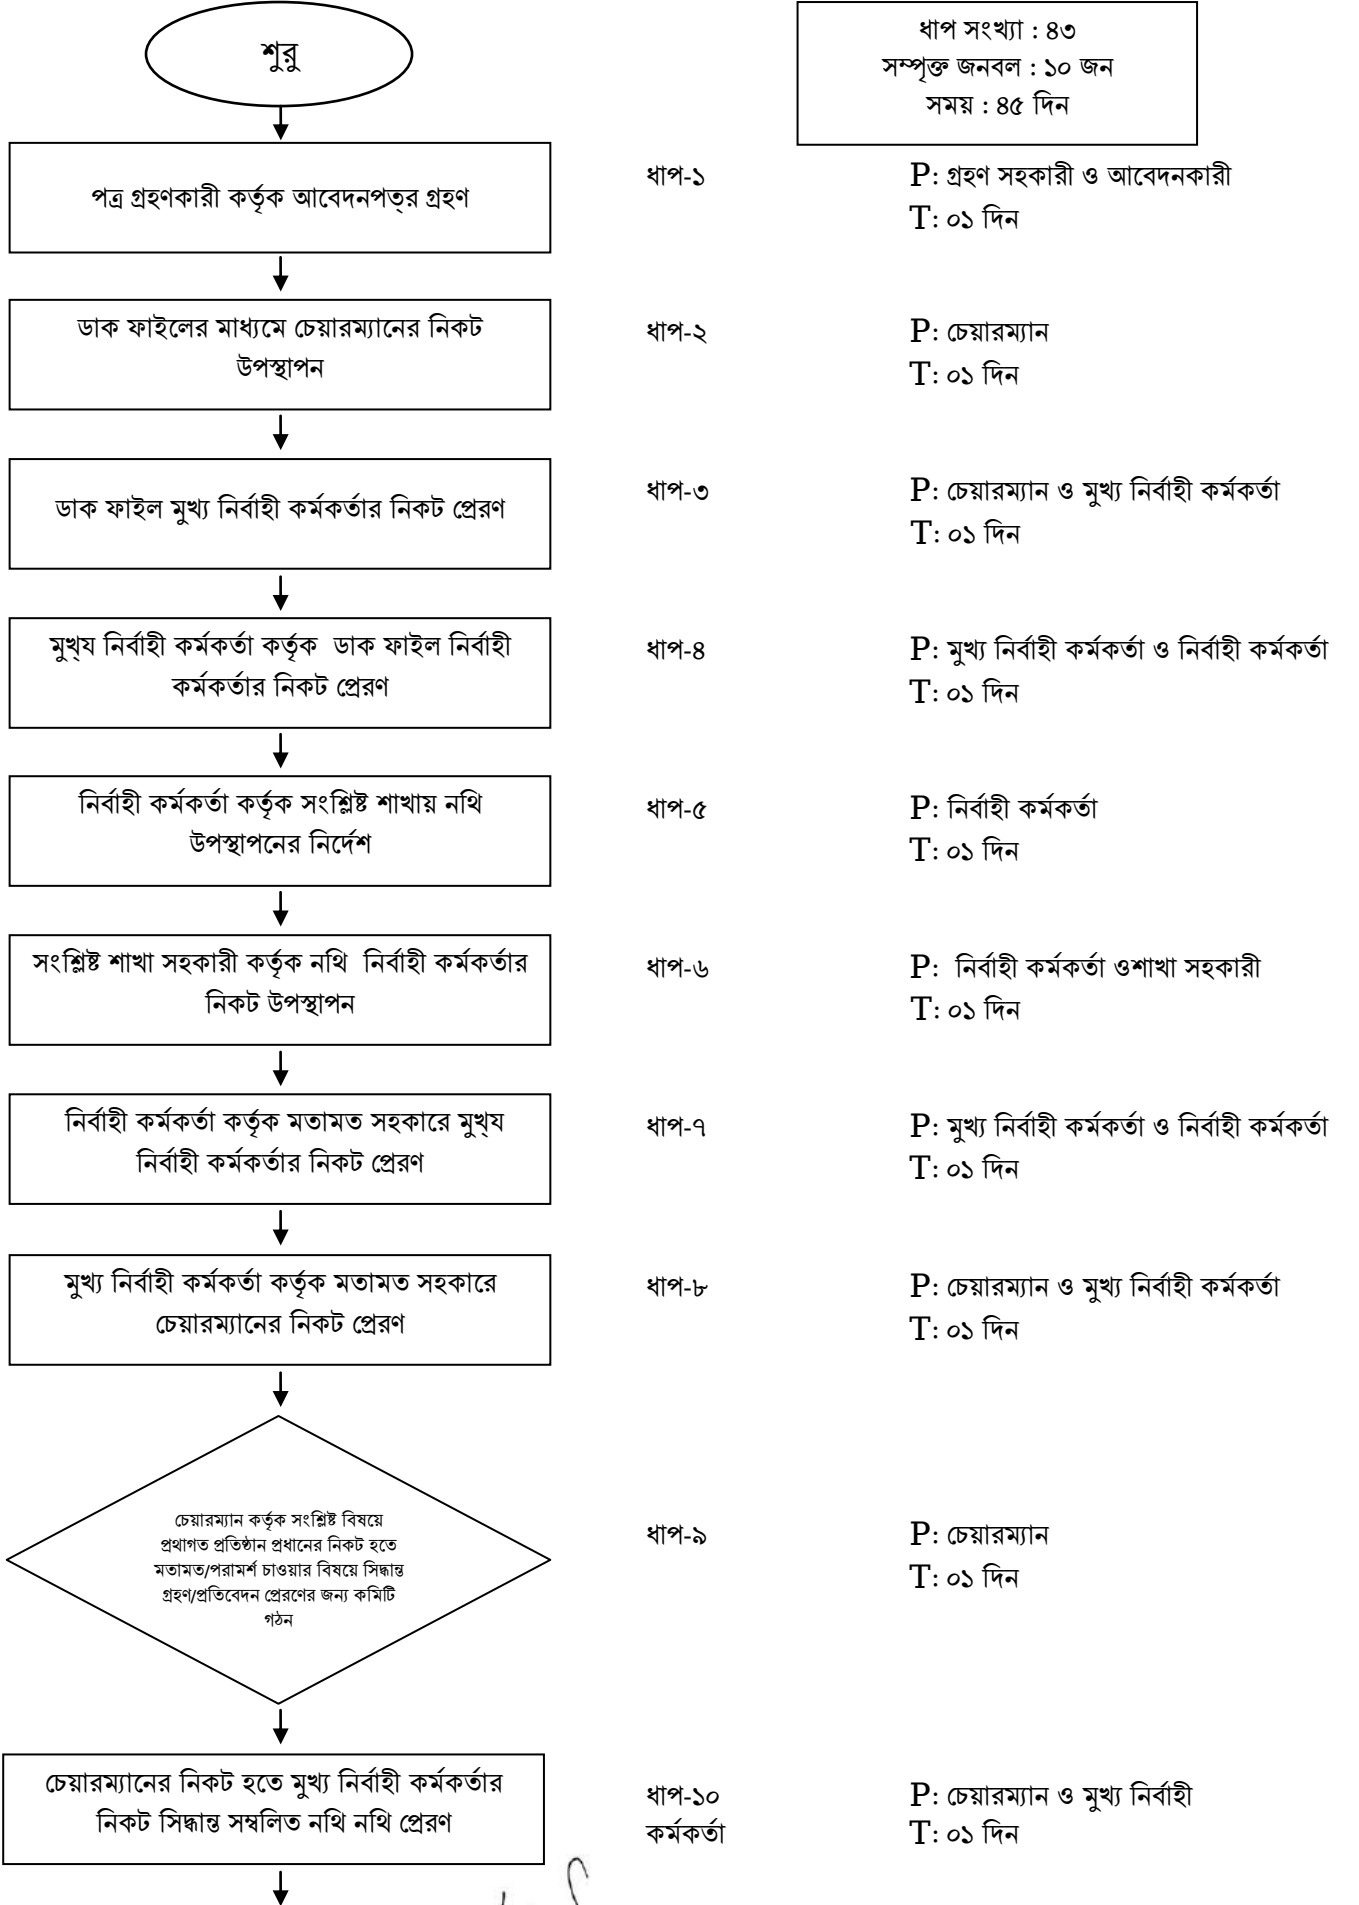 শুরু
ধাপ সংখ্যা : ৪৩
সম্পৃক্ত জনবল : ১০ জন
সময় : ৪৫ দিন
পত্র গ্রহণকারী কর্তৃক আবেদনপত্‌র গ্রহণ
ধাপ-১
P: গ্রহণ সহকারী ও আবেদনকারী
T: ০১ দিন
ডাক ফাইলের মাধ্যমে চেয়ারম্যানের নিকট
উপস্থাপন
ধাপ-২
P: চেয়ারম্যান
T: ০১ দিন
ডাক ফাইল মুখ্য নির্বাহী কর্মকর্তার নিকট প্রেরণ
ধাপ-৩
P: চেয়ারম্যান ও মুখ্য নির্বাহী কর্মকর্তা
T: ০১ দিন
মুখ্‌য নির্বাহী কর্মকর্তা কর্তৃক ডাক ফাইল নির্বাহী
কর্মকর্তার নিকট প্রেরণ
ধাপ-৪
P: মুখ্য নির্বাহী কর্মকর্তা ও নির্বাহী কর্মকর্তা
T: ০১ দিন
নির্বাহী কর্মকর্তা কর্তৃক সংশ্লিষ্ট শাখায় নথি
উপস্থাপনের নির্দেশ
ধাপ-৫
P: নির্বাহী কর্মকর্তা
T: ০১ দিন
সংশ্লিষ্ট শাখা সহকারী কর্তৃক নথি নির্বাহী কর্মকর্তার
নিকট উপস্থাপন
ধাপ-৬
P: নির্বাহী কর্মকর্তা ওশাখা সহকারী
T: ০১ দিন
নির্বাহী কর্মকর্তা কর্তৃক মতামত সহকারে মুখ্‌য
নির্বাহী কর্মকর্তার নিকট প্রেরণ
ধাপ-৭
P: মুখ্য নির্বাহী কর্মকর্তা ও নির্বাহী কর্মকর্তা
T: ০১ দিন
মুখ্য নির্বাহী কর্মকর্তা কর্তৃক মতামত সহকারে
চেয়ারম্যানের নিকট প্রেরণ
ধাপ-৮
P: চেয়ারম্যান ও মুখ্য নির্বাহী কর্মকর্তা
T: ০১ দিন
চেয়ারম্যান কর্তৃক সংশ্লিষ্ট বিষয়ে
প্রথাগত প্রতিষ্ঠান প্রধানের নিকট হতে
মতামত/পরামর্শ চাওয়ার বিষয়ে সিদ্ধান্ত
গ্রহণ/প্রতিবেদন প্রেরণের জন্য কমিটি
গঠন
ধাপ-৯
P: চেয়ারম্যান
T: ০১ দিন
চেয়ারম্যানের নিকট হতে মুখ্য নির্বাহী কর্মকর্তার
নিকট সিদ্ধান্ত সম্বলিত নথি নথি প্রেরণ
ধাপ-১০
P: চেয়ারম্যান ও মুখ্য নির্বাহী
কর্মকর্তা
T: ০১ দিন